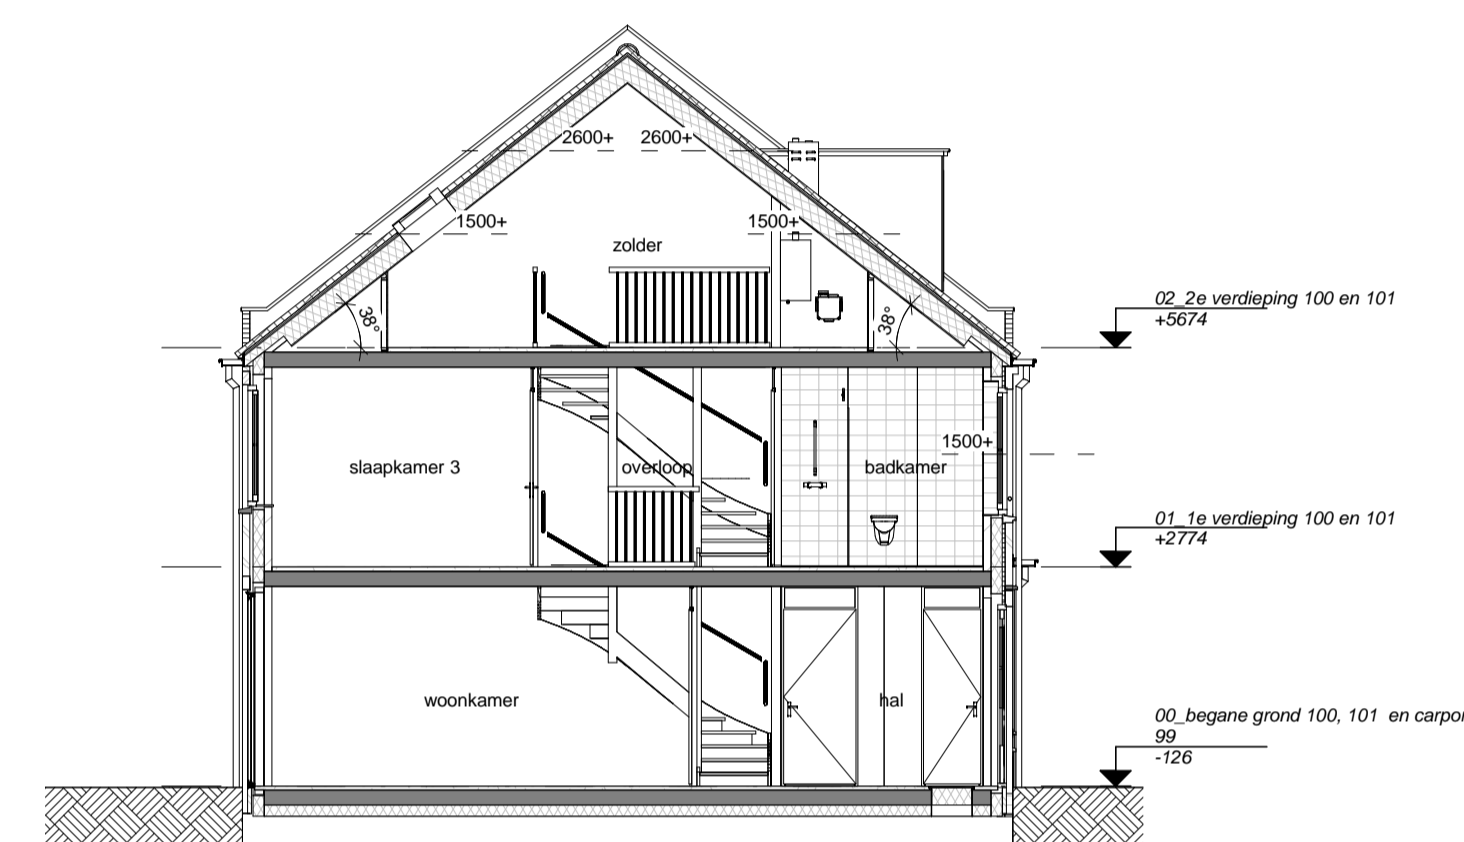 2600+ 2600+
1500+ 1500+
zolder
02_2e verdieping 100 en 101
+5674
38° 38°
1500+
slaapkamer 3 overloop badkamer
01_1e verdieping 100 en 101
+2774
woonkamer hal
00_begane grond 100, 101 en carpor
99
-126